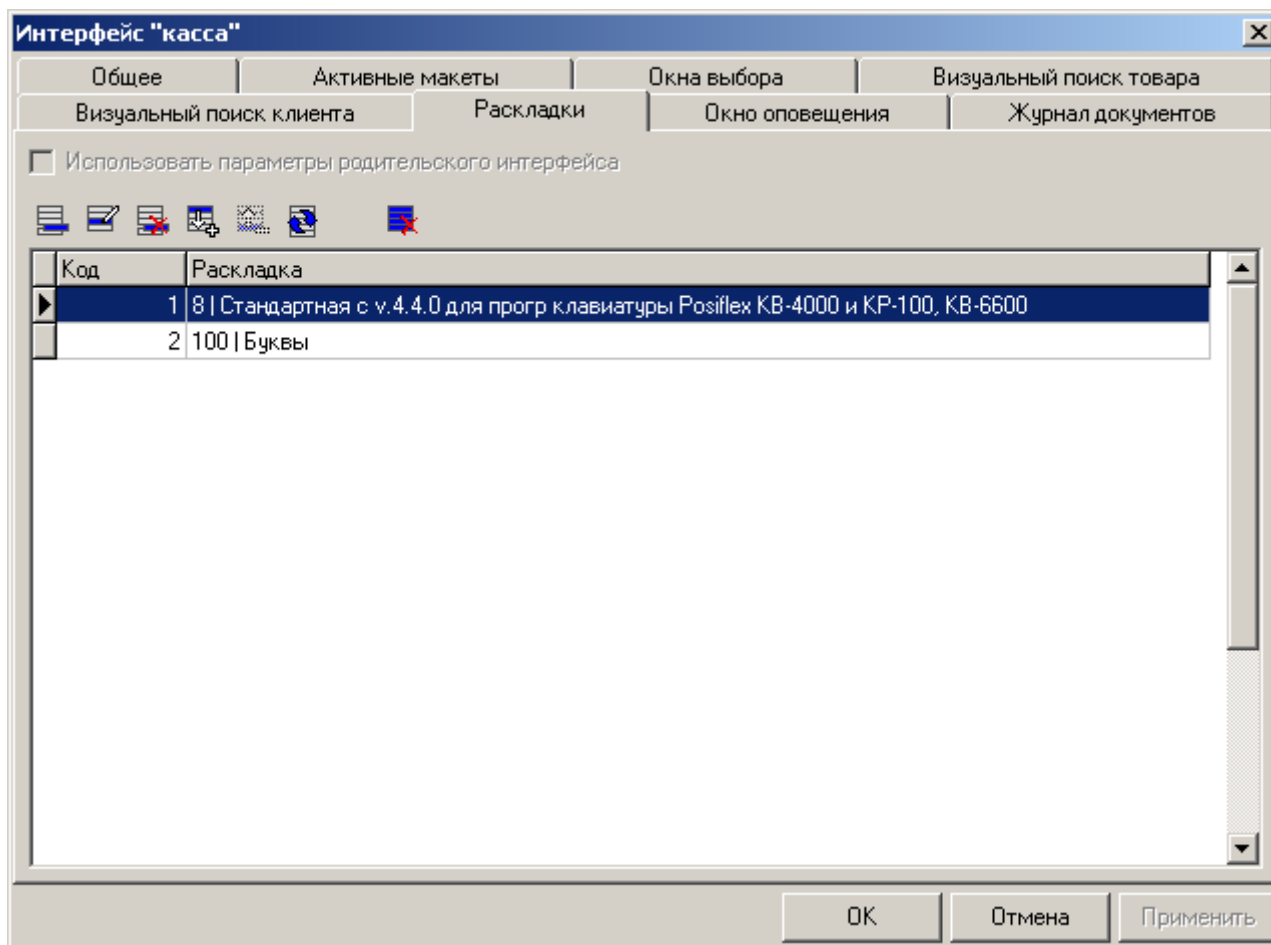 Интерфейс "касса"
Общее Активные макеты Окна выбора Визуальный поиск товара
Визуальный поиск клиента Раскладки Окно оповещения Журнал документов
Использовать параметры родительского интерфейса
Код Раскладка
1 8 | Стандартная с v.4.4.0 для прогр клавиатуры Posiflex KB-4000 и KP-100, KB-6600
2 100 | Буквы
OK Отмена Применить